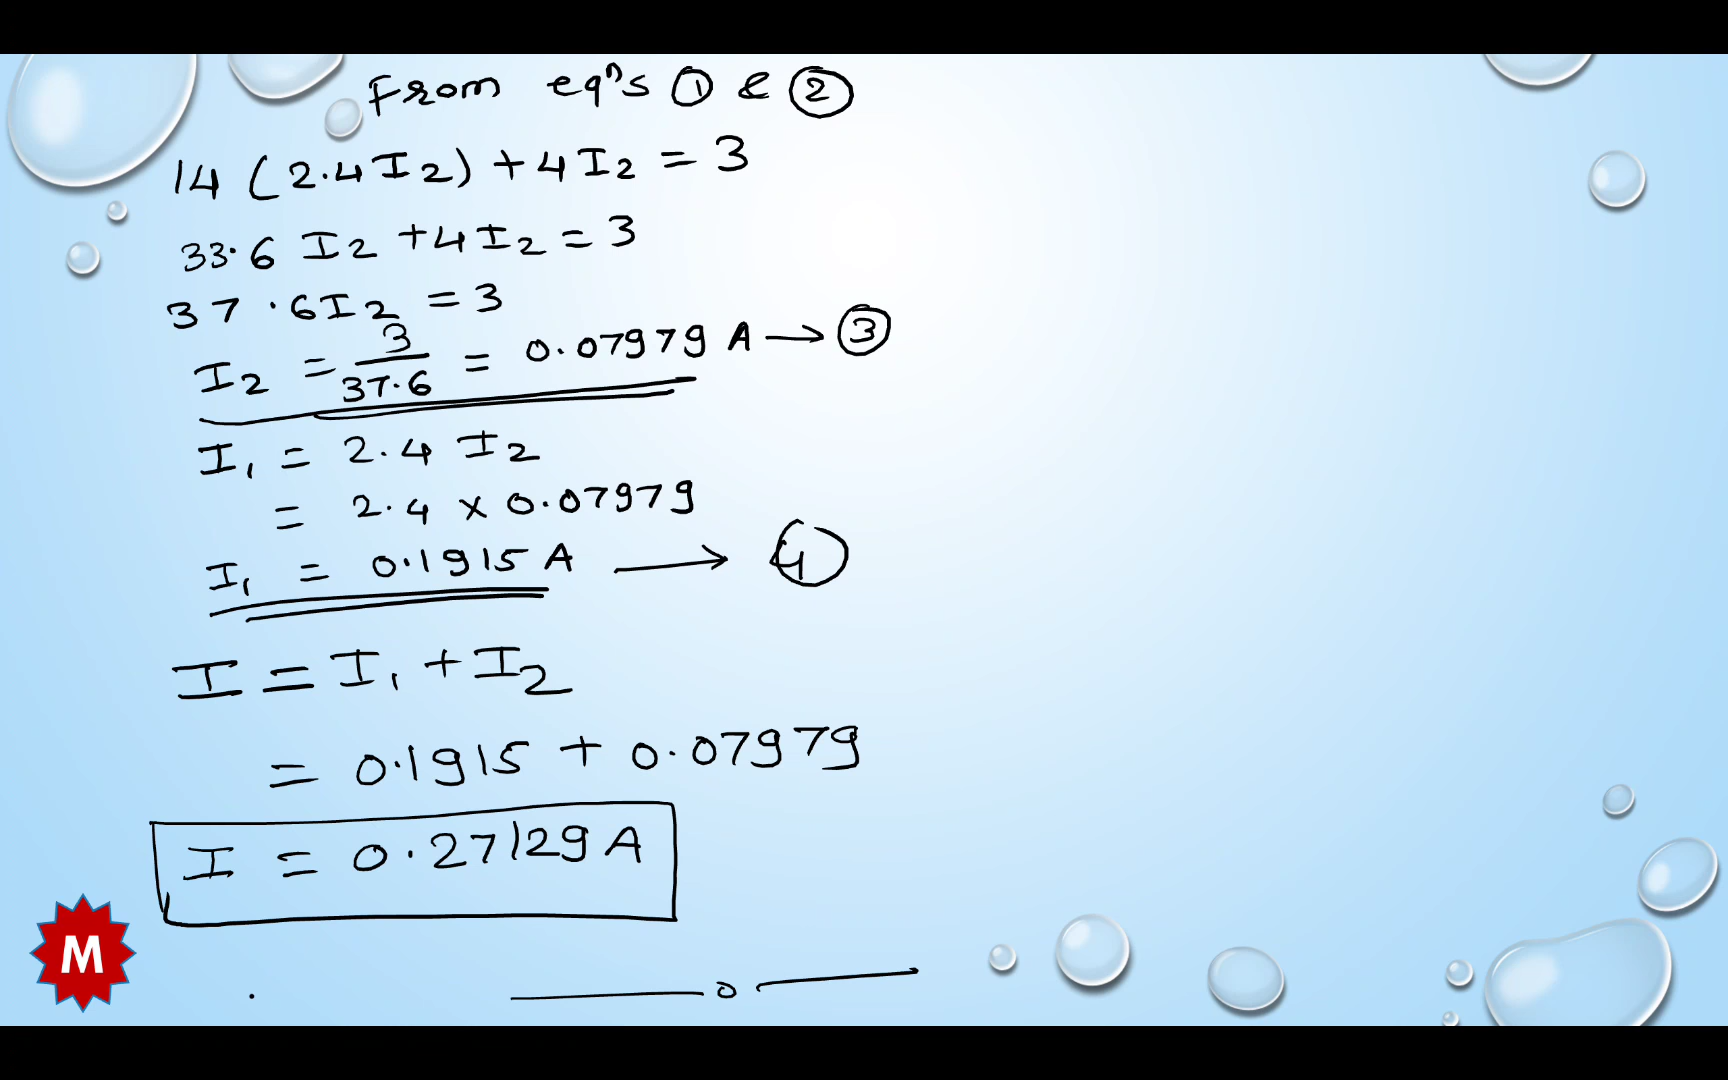 From eqⁿs ① & ②
14 (2.4I₂) + 4I₂ = 3
33.6 I₂ + 4I₂ = 3
37.6I₂ = 3
I₂ = 3/37.6 = 0.07979 A → ③
I₁ = 2.4 I₂
= 2.4 x 0.07979
I₁ = 0.1915 A → ④
I = I₁ + I₂
= 0.1915 + 0.07979
I = 0.27129 A
M